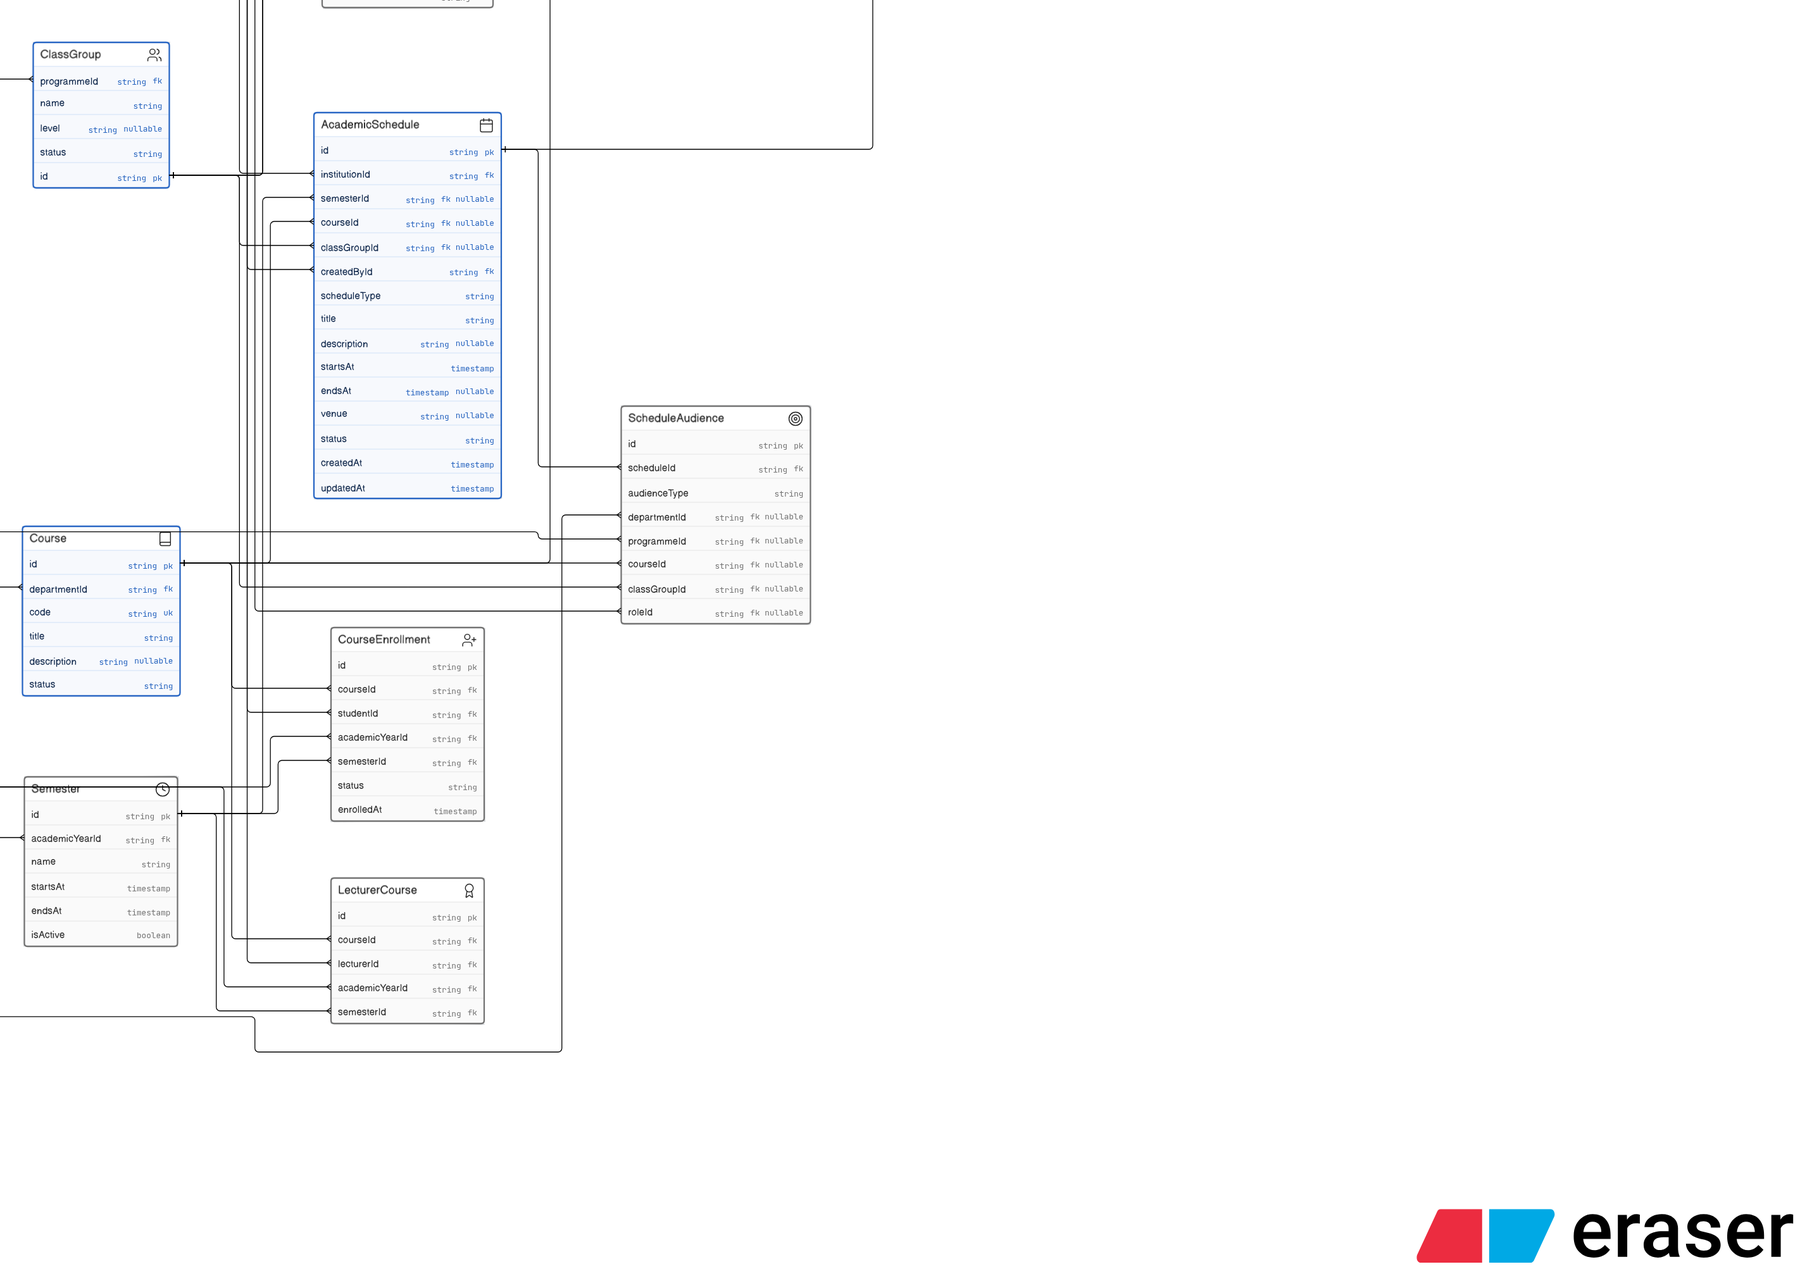 string
ClassGroup
programmeId string fk
name string
level string nullable
status string
id string pk
AcademicSchedule
id string pk
institutionId string fk
semesterId string fk nullable
courseId string fk nullable
classGroupId string fk nullable
createdById string fk
scheduleType string
title string
description string nullable
startsAt timestamp
endsAt timestamp nullable
venue string nullable
status string
createdAt timestamp
updatedAt timestamp
ScheduleAudience
id string pk
scheduleId string fk
audienceType string
departmentId string fk nullable
programmeId string fk nullable
courseId string fk nullable
classGroupId string fk nullable
roleId string fk nullable
Course
id string pk
departmentId string fk
code string uk
title string
description string nullable
status string
CourseEnrollment
id string pk
courseId string fk
studentId string fk
academicYearId string fk
semesterId string fk
status string
enrolledAt timestamp
Semester
id string pk
academicYearId string fk
name string
startsAt timestamp
endsAt timestamp
isActive boolean
LecturerCourse
id string pk
courseId string fk
lecturerId string fk
academicYearId string fk
semesterId string fk
eraser